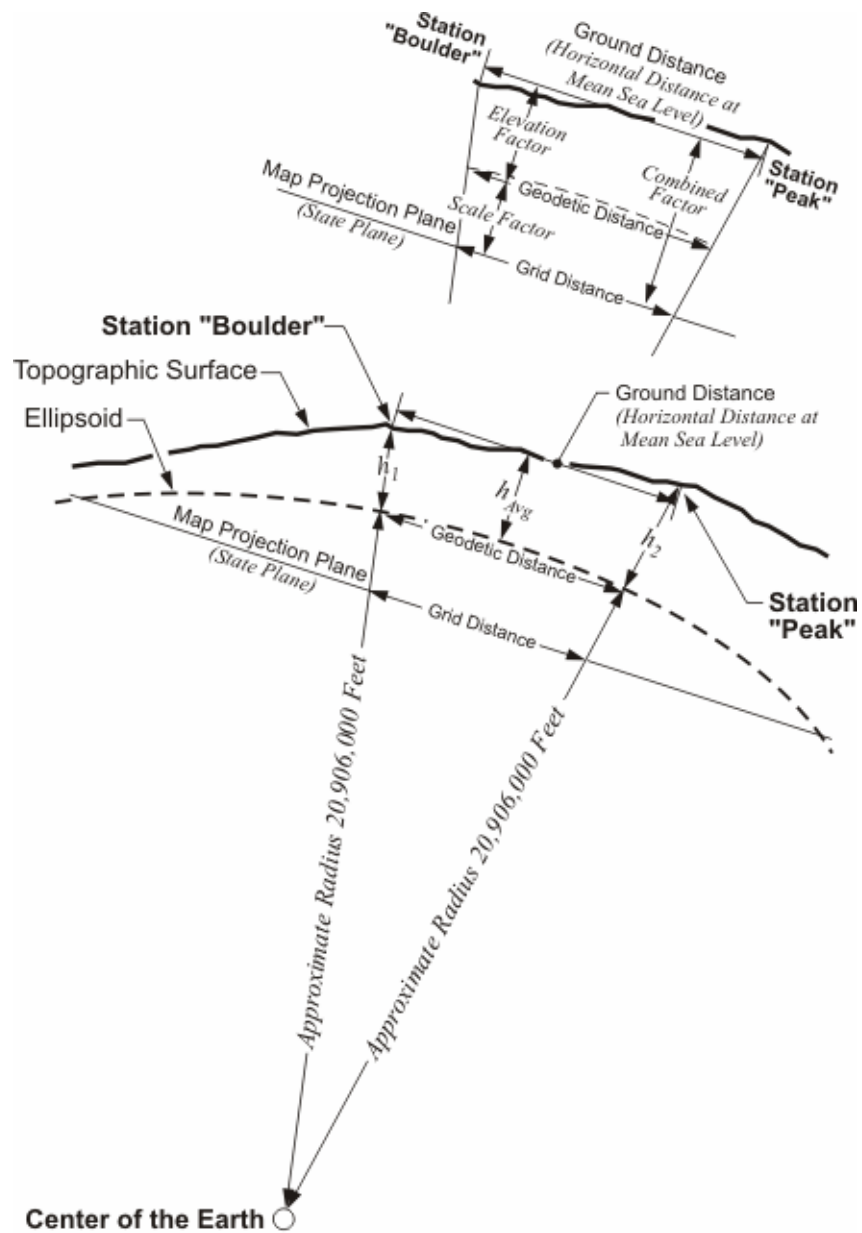 Station
"Boulder"
Ground Distance
(Horizontal Distance at
Mean Sea Level)
Elevation
Factor
Combined
Factor
Station
"Peak"
Map Projection Plane
(State Plane)
Geodetic Distance
Scale Factor
Grid Distance
Station "Boulder"
Topographic Surface
Ellipsoid
Ground Distance
(Horizontal Distance at
Mean Sea Level)
h1
hAvg
h2
Map Projection Plane
(State Plane)
Geodetic Distance
Grid Distance
Station
"Peak"
Approximate Radius 20,906,000 Feet
Approximate Radius 20,906,000 Feet
Center of the Earth